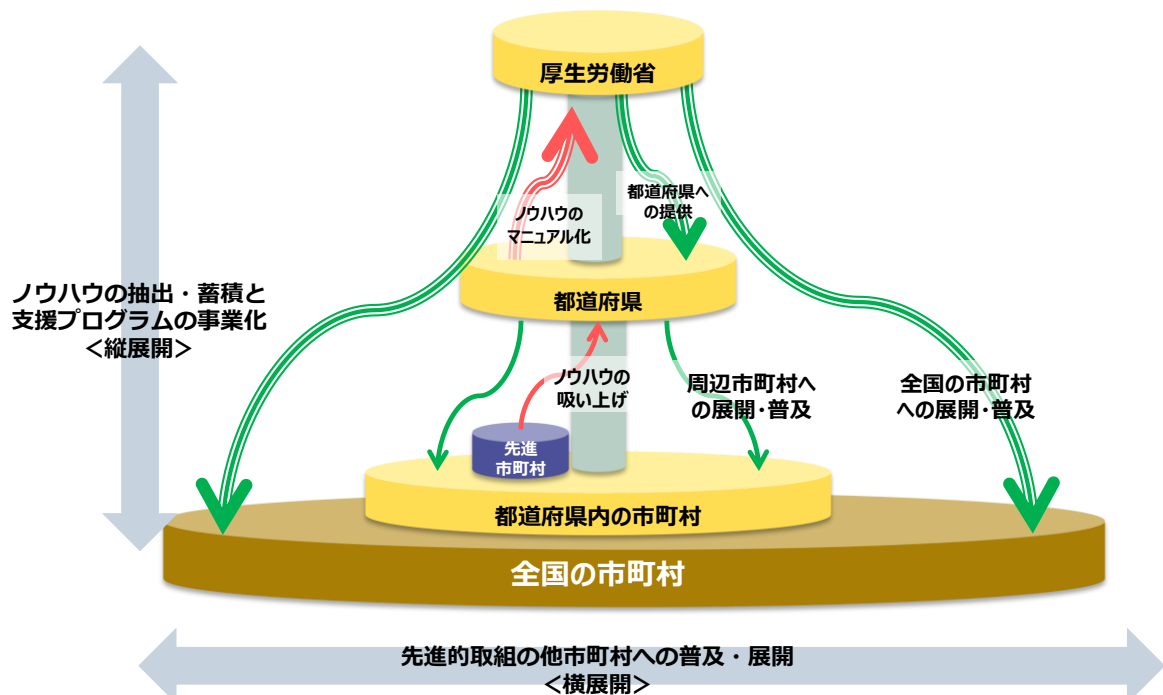 厚生労働省
ノウハウの
マニュアル化
都道府県へ
の提供
都道府県
ノウハウの抽出・蓄積と
支援プログラムの事業化
<縦展開>
ノウハウの
吸い上げ
周辺市町村へ
の展開・普及
全国の市町村
への展開・普及
先進
市町村
都道府県内の市町村
全国の市町村
先進的取組の他市町村への普及・展開
<横展開>